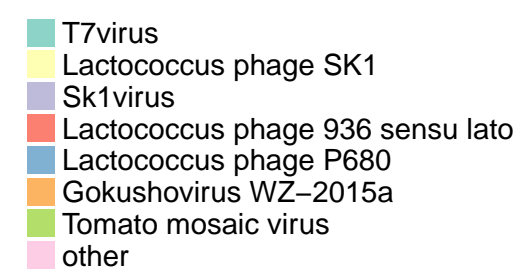 T7virus
Lactococcus phage SK1
Sk1virus
Lactococcus phage 936 sensu lato
Lactococcus phage P680
Gokushovirus WZ−2015a
Tomato mosaic virus
other